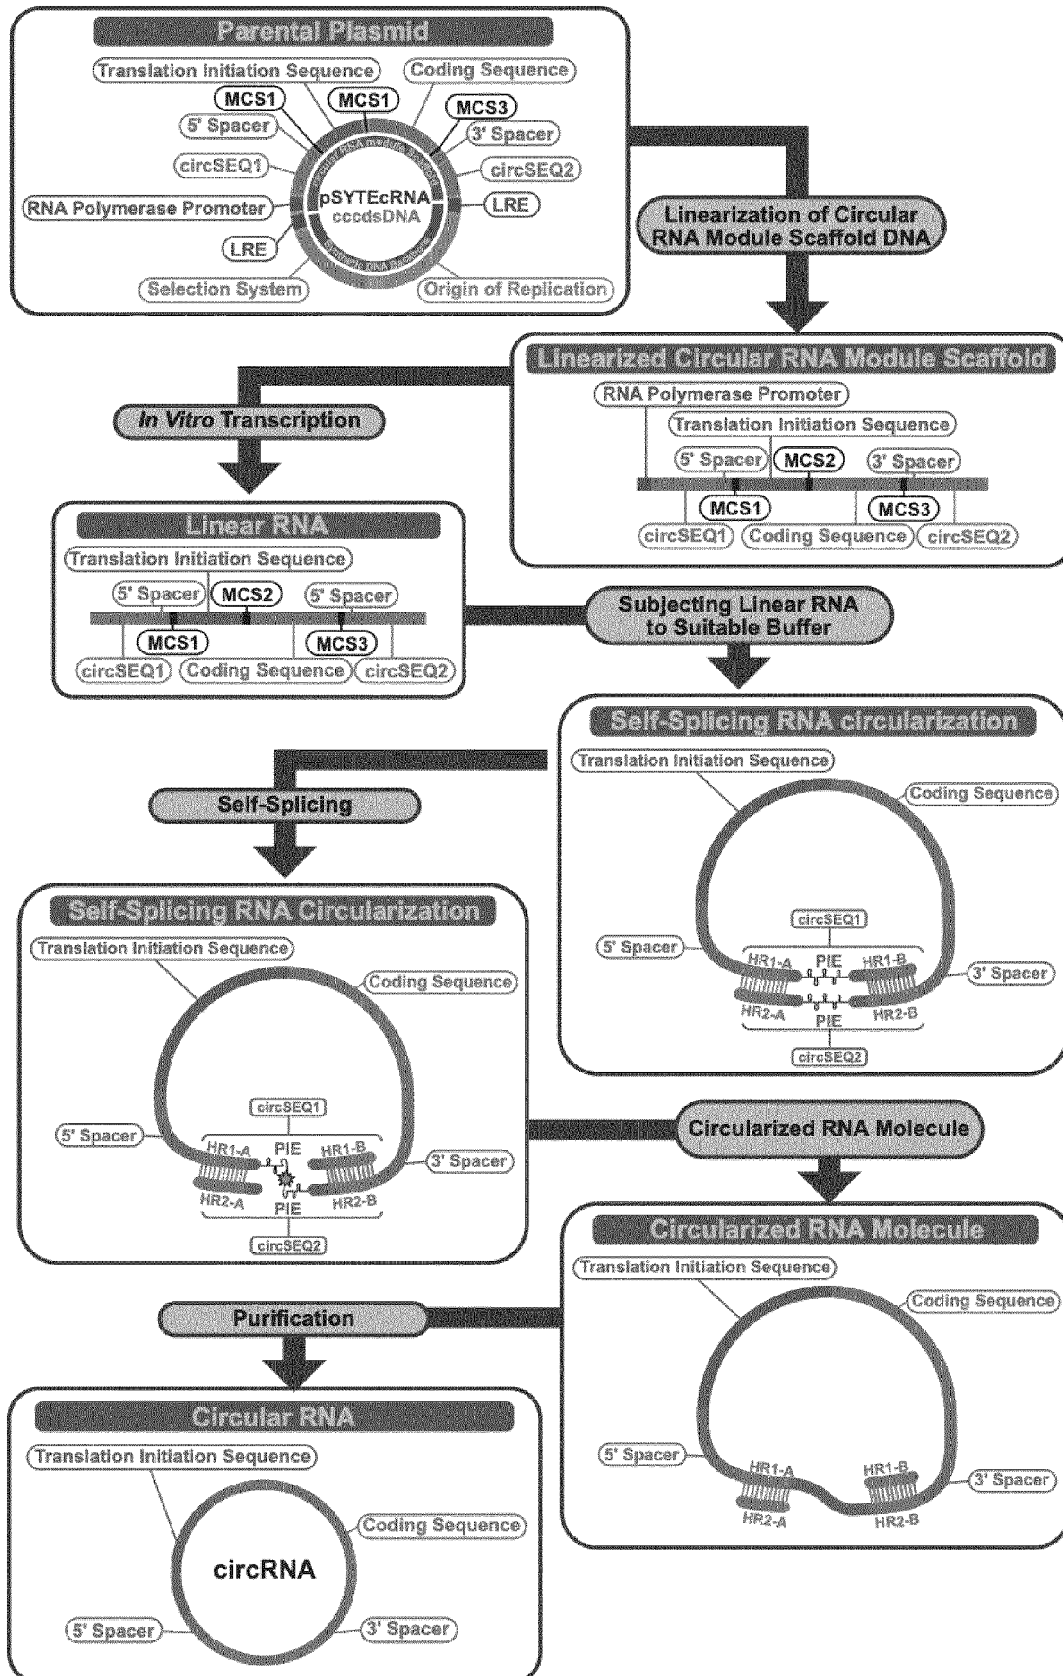 Parental Plasmid
Translation Initiation Sequence
Coding Sequence
MCS1
MCS1
MCS3
5' Spacer
3' Spacer
circSEQ1
circSEQ2
pSYTEcRNA
cccdsDNA
RNA Polymerase Promoter
LRE
LRE
Selection System
Origin of Replication
Linearization of Circular
RNA Module Scaffold DNA
Linearized Circular RNA Module Scaffold
RNA Polymerase Promoter
Translation Initiation Sequence
5' Spacer
MCS2
3' Spacer
MCS1
MCS3
circSEQ1
Coding Sequence
circSEQ2
In Vitro Transcription
Linear RNA
Translation Initiation Sequence
5' Spacer
MCS2
5' Spacer
MCS1
MCS3
circSEQ1
Coding Sequence
circSEQ2
Subjecting Linear RNA
to Suitable Buffer
Self-Splicing RNA circularization
Translation Initiation Sequence
Coding Sequence
circSEQ1
5' Spacer
HR1-A
PIE
HR1-B
3' Spacer
HR2-A
PIE
HR2-B
circSEQ2
Self-Splicing
Self-Splicing RNA Circularization
Translation Initiation Sequence
Coding Sequence
circSEQ1
5' Spacer
HR1-A
PIE
HR1-B
3' Spacer
HR2-A
PIE
HR2-B
circSEQ2
Circularized RNA Molecule
Circularized RNA Molecule
Translation Initiation Sequence
Coding Sequence
5' Spacer
HR1-A
HR1-B
3' Spacer
HR2-A
HR2-B
Purification
Circular RNA
Translation Initiation Sequence
Coding Sequence
circRNA
5' Spacer
3' Spacer